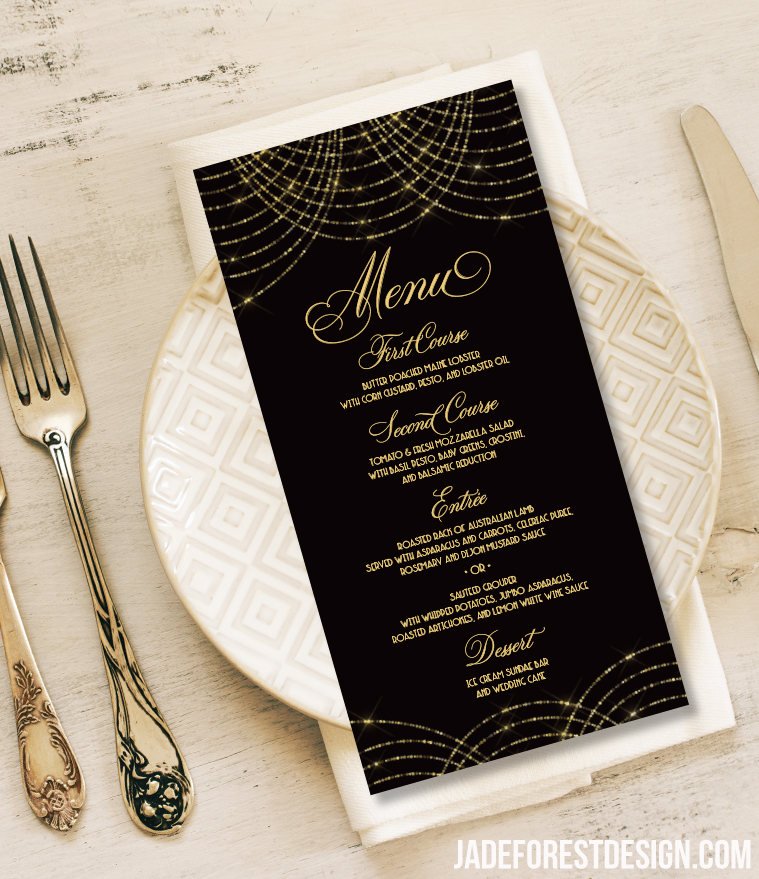 Menu
First Course
BUTTER POACHED MAINE LOBSTER
WITH CORN CUSTARD, PESTO, AND LOBSTER OIL
Second Course
TOMATO & FRESH MOZZARELLA SALAD
WITH BASIL PESTO, BABY GREENS, CROSTINI,
AND BALSAMIC REDUCTION
Entrée
ROASTED RACK OF AUSTRALIAN LAMB
SERVED WITH ASPARAGUS AND CARROTS, CELERIAC PUREE,
ROSEMARY AND DIJON MUSTARD SAUCE
• OR •
SAUTEED GROUPER
WITH WHIPPED POTATOES, JUMBO ASPARAGUS,
ROASTED ARTICHOKES, AND LEMON WHITE WINE SAUCE
Dessert
ICE CREAM SUNDAE BAR
AND WEDDING CAKE
JADEFORESTDESIGN.COM